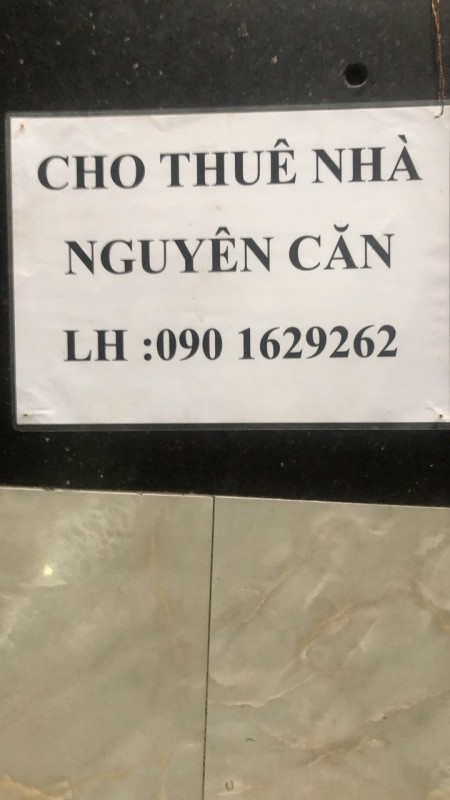 CHO THUÊ NHÀ
NGUYÊN CĂN
LH :090 1629262